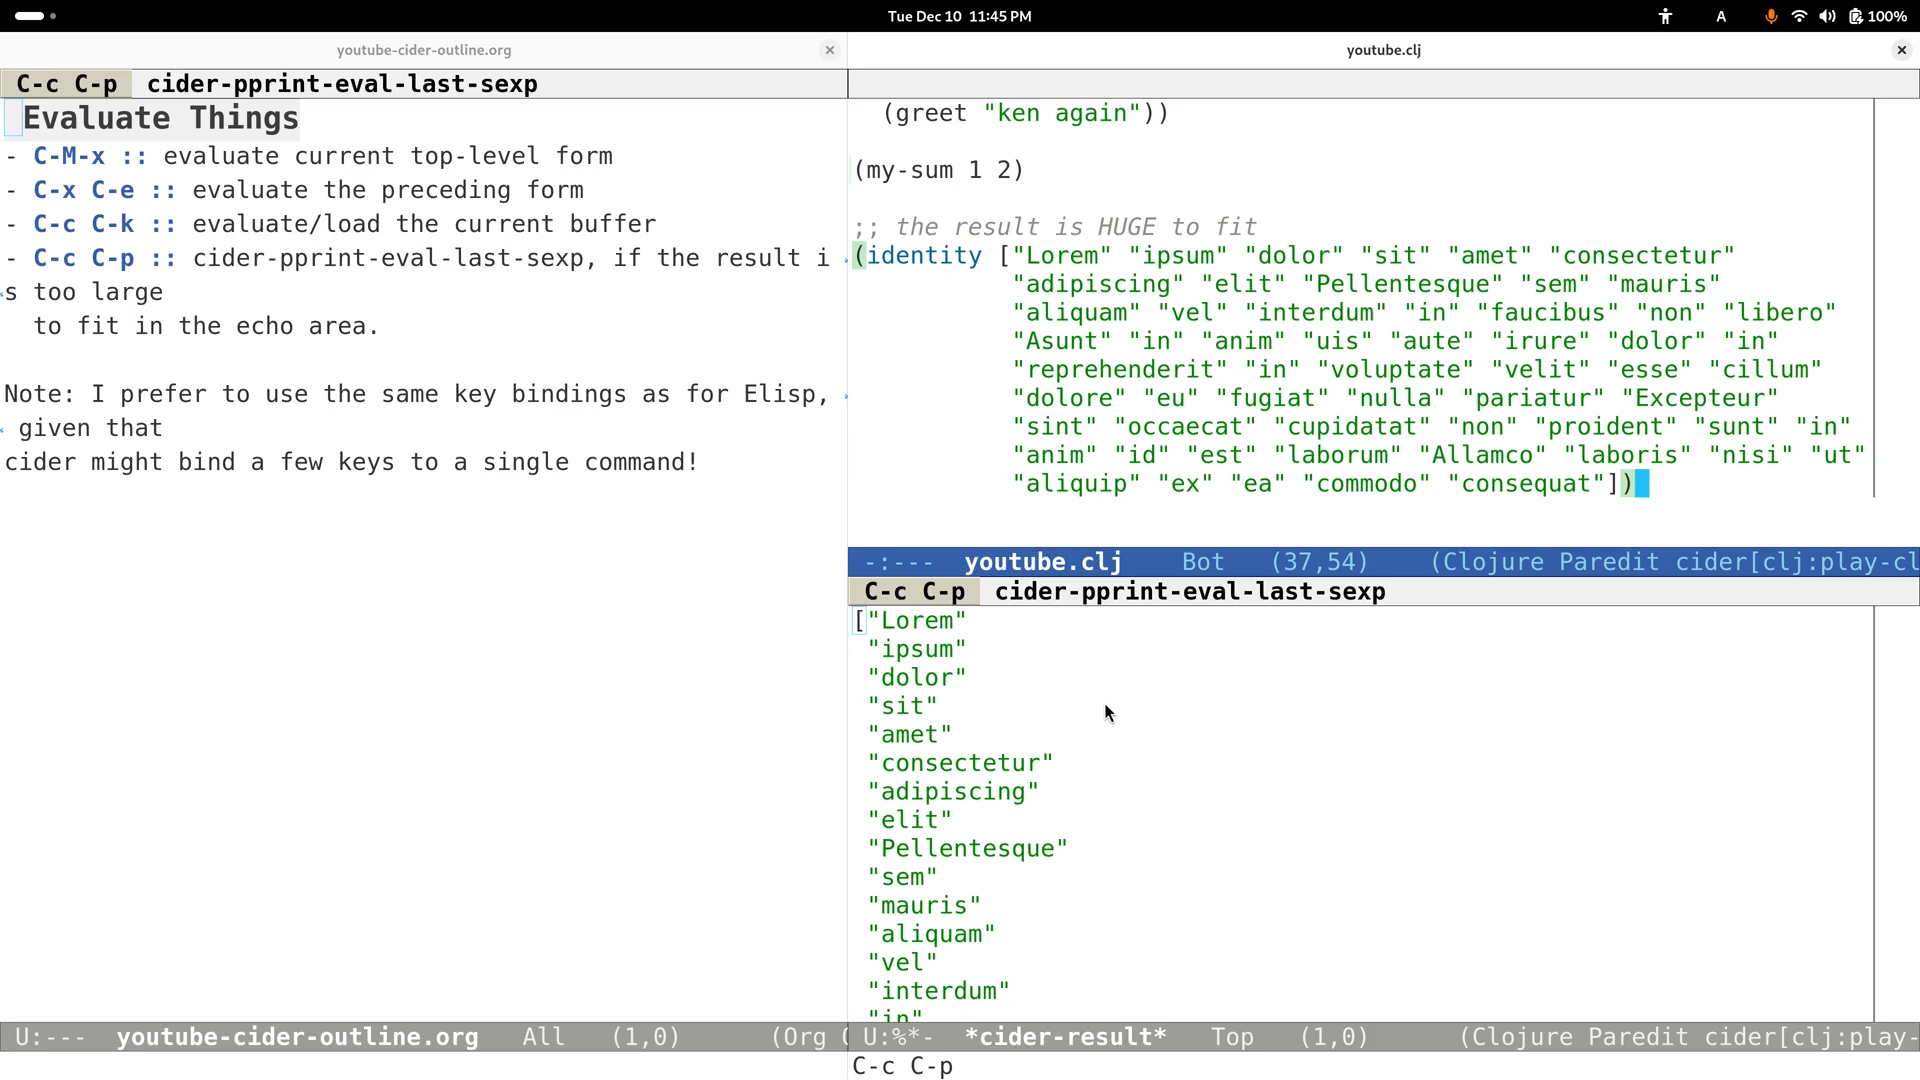 Tue Dec 10 11:45 PM
A
100%
youtube-cider-outline.org
C-c C-p cider-pprint-eval-last-sexp
Evaluate Things
- C-M-x :: evaluate current top-level form
- C-x C-e :: evaluate the preceding form
- C-c C-k :: evaluate/load the current buffer
- C-c C-p :: cider-pprint-eval-last-sexp, if the result i
s too large
to fit in the echo area.
Note: I prefer to use the same key bindings as for Elisp,
given that
cider might bind a few keys to a single command!
U:--- youtube-cider-outline.org All (1,0) (Org
youtube.clj
(greet "ken again"))
(my-sum 1 2)
;; the result is HUGE to fit
(identity ["Lorem" "ipsum" "dolor" "sit" "amet" "consectetur"
"adipiscing" "elit" "Pellentesque" "sem" "mauris"
"aliquam" "vel" "interdum" "in" "faucibus" "non" "libero"
"Asunt" "in" "anim" "uis" "aute" "irure" "dolor" "in"
"reprehenderit" "in" "voluptate" "velit" "esse" "cillum"
"dolore" "eu" "fugiat" "nulla" "pariatur" "Excepteur"
"sint" "occaecat" "cupidatat" "non" "proident" "sunt" "in"
"anim" "id" "est" "laborum" "Allamco" "laboris" "nisi" "ut"
"aliquip" "ex" "ea" "commodo" "consequat"])
-:--- youtube.clj Bot (37,54) (Clojure Paredit cider[clj:play-cl
C-c C-p cider-pprint-eval-last-sexp
["Lorem"
"ipsum"
"dolor"
"sit"
"amet"
"consectetur"
"adipiscing"
"elit"
"Pellentesque"
"sem"
"mauris"
"aliquam"
"vel"
"interdum"
"in"
U:%*- *cider-result* Top (1,0) (Clojure Paredit cider[clj:play-
C-c C-p